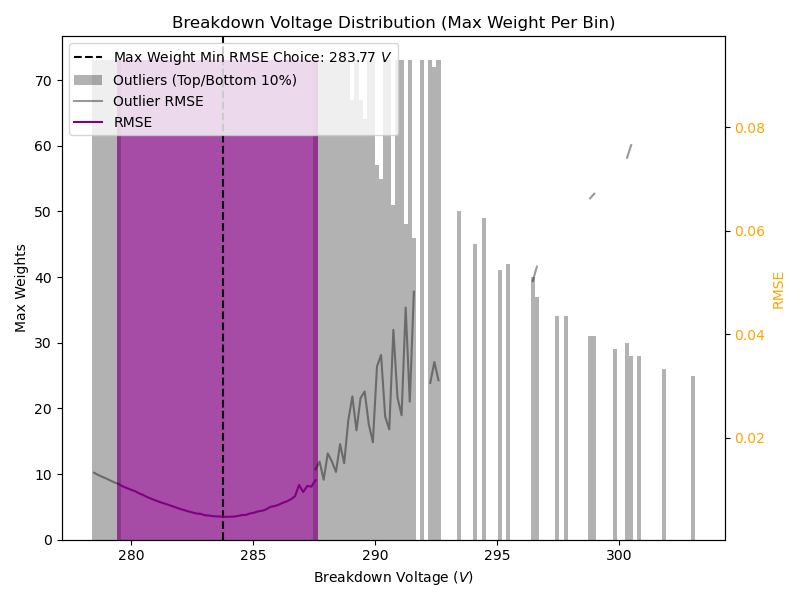 Breakdown Voltage Distribution (Max Weight Per Bin)
Max Weight Min RMSE Choice: 283.77 V
Outliers (Top/Bottom 10%)
Outlier RMSE
RMSE
Max Weights
70
60
50
40
30
20
10
0
0.08
0.06
0.04
0.02
RMSE
280
285
290
295
300
Breakdown Voltage (V)